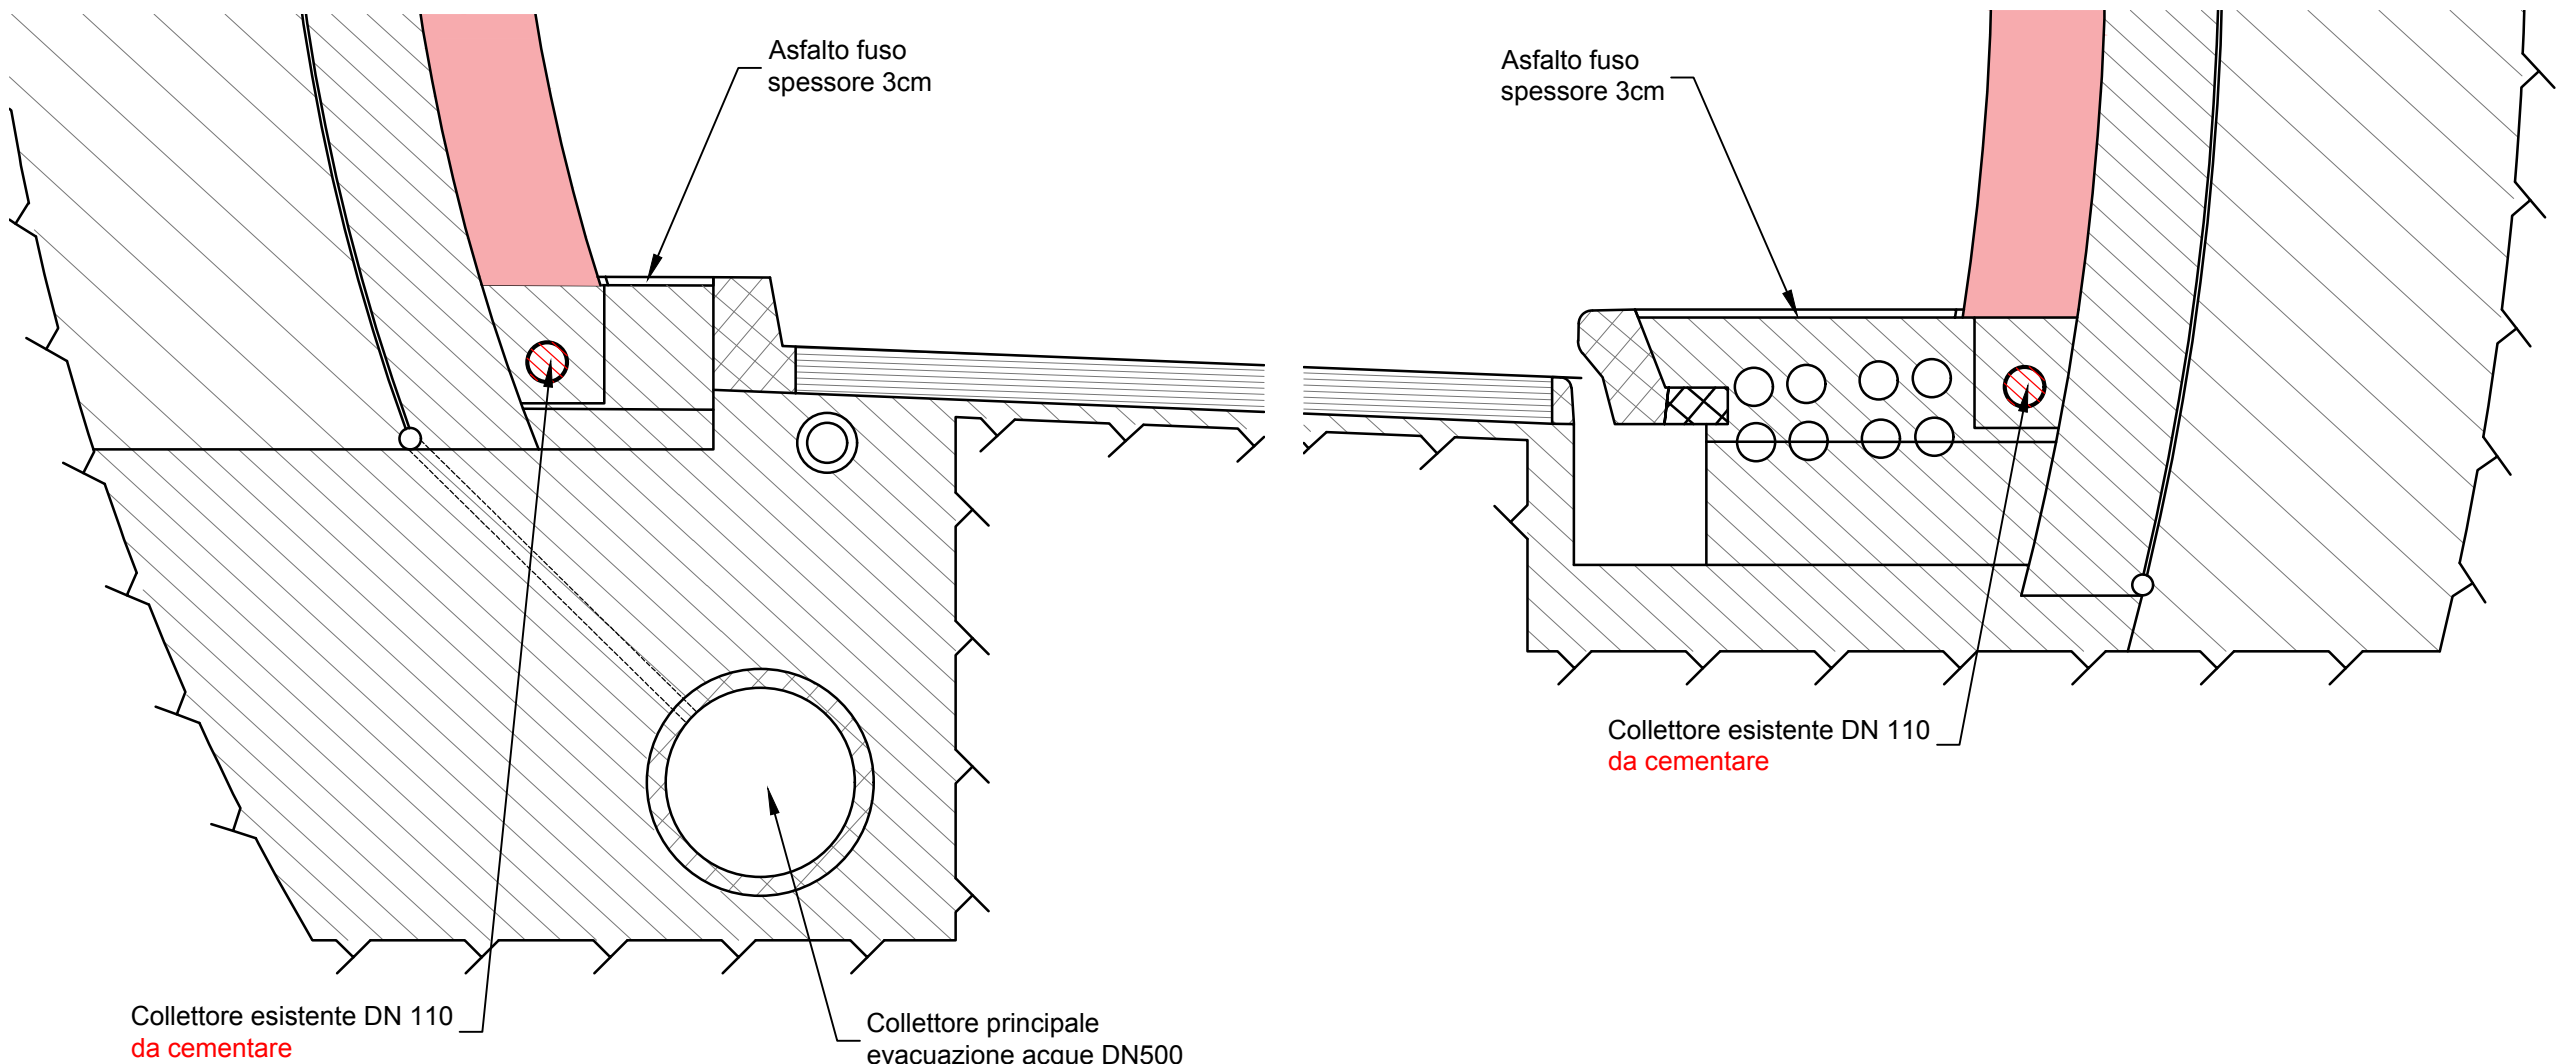 Asfalto fuso
spessore 3cm
Asfalto fuso
spessore 3cm
Collettore esistente DN 110
da cementare
Collettore esistente DN 110
da cementare
Collettore principale
evacuazione acque DN500